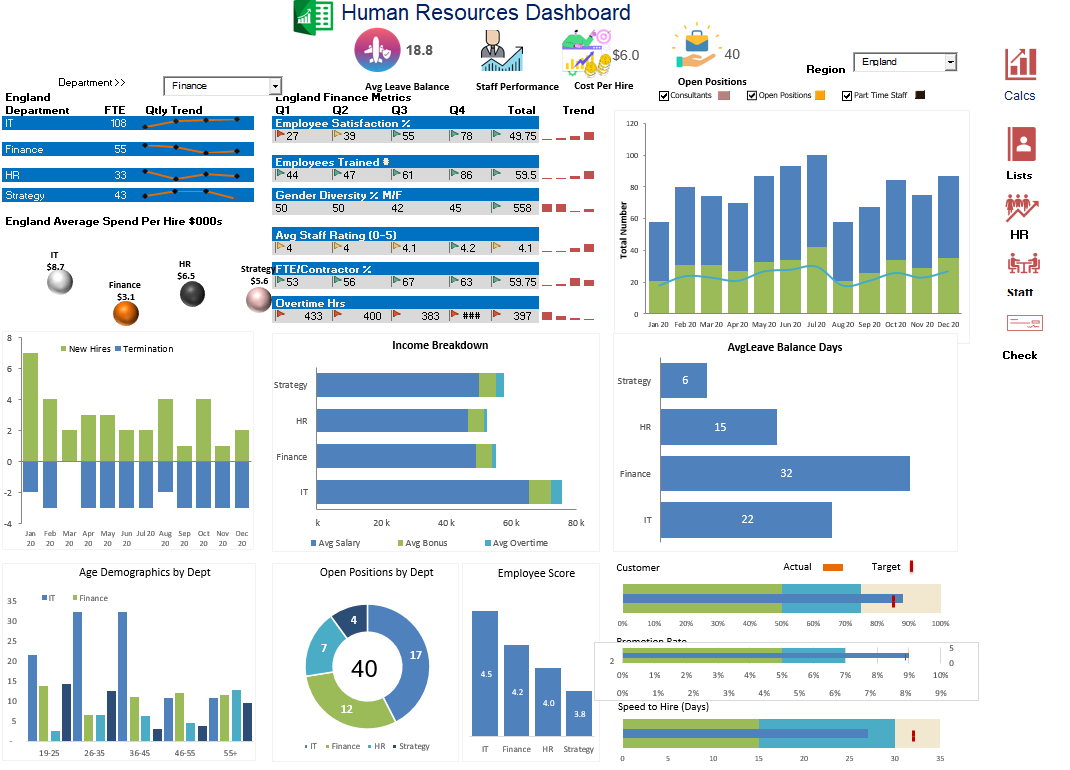 Human Resources Dashboard
18.8
$6.0
40
Avg Leave Balance
Staff Performance
Cost Per Hire
Open Positions
Department >>
Finance
Region
England
Consultants
Open Positions
Part Time Staff
Calcs
Lists
HR
Staff
Check
England
Department FTE Qtly Trend
IT 108
Finance 55
HR 33
Strategy 43
England Finance Metrics
Q1 Q2 Q3 Q4 Total Trend
Employee Satisfaction %
27 39 55 78 49.75
Employees Trained #
44 47 61 86 59.5
Gender Diversity % M/F
50 50 42 45 558
Avg Staff Rating (0-5)
4 4 4.1 4.2 4.1
FTE/Contractor %
53 56 67 63 59.75
Overtime Hrs
433 400 383 ### 397
England Average Spend Per Hire $000s
IT
$8.7
Finance
$3.1
HR
$6.5
Strategy
$5.6
Total Number
120
100
80
60
40
20
0
Jan 20 Feb 20 Mar 20 Apr 20 May 20 Jun 20 Jul 20 Aug 20 Sep 20 Oct 20 Nov 20 Dec 20
New Hires Termination
8
6
4
2
0
-2
-4
Jan Feb Mar Apr May Jun Jul 20 Aug Sep Oct Nov Dec
20 20 20 20 20 20 20 20 20 20 20
Income Breakdown
Strategy
HR
Finance
IT
k 20 k 40 k 60 k 80 k
Avg Salary Avg Bonus Avg Overtime
AvgLeave Balance Days
Strategy 6
HR 15
Finance 32
IT 22
Age Demographics by Dept
IT Finance
35
30
25
20
15
10
5
-
19-25 26-35 36-45 46-55 55+
Open Positions by Dept
4
7
17
40
12
IT Finance HR Strategy
Employee Score
4.5 4.2 4.0 3.8
IT Finance HR Strategy
Customer Actual Target
0% 10% 20% 30% 40% 50% 60% 70% 80% 90% 100%
Promotion Rate
5
2 0
0% 1% 2% 3% 4% 5% 6% 7% 8% 9% 10%
0% 1% 2% 3% 4% 5% 6% 7% 8% 9%
Speed to Hire (Days)
0 5 10 15 20 25 30 35